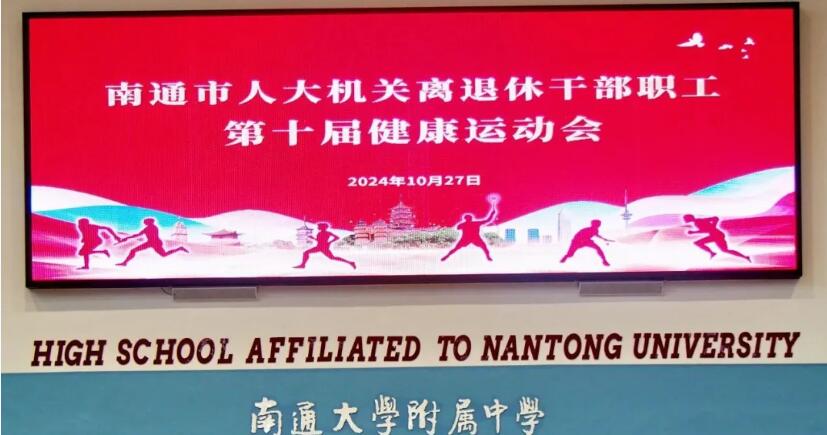 南通市人大机关离退休干部职工
第十届健康运动会
2024年10月27日
HIGH SCHOOL AFFILIATED TO NANTONG UNIVERSITY
南通大学附属中学